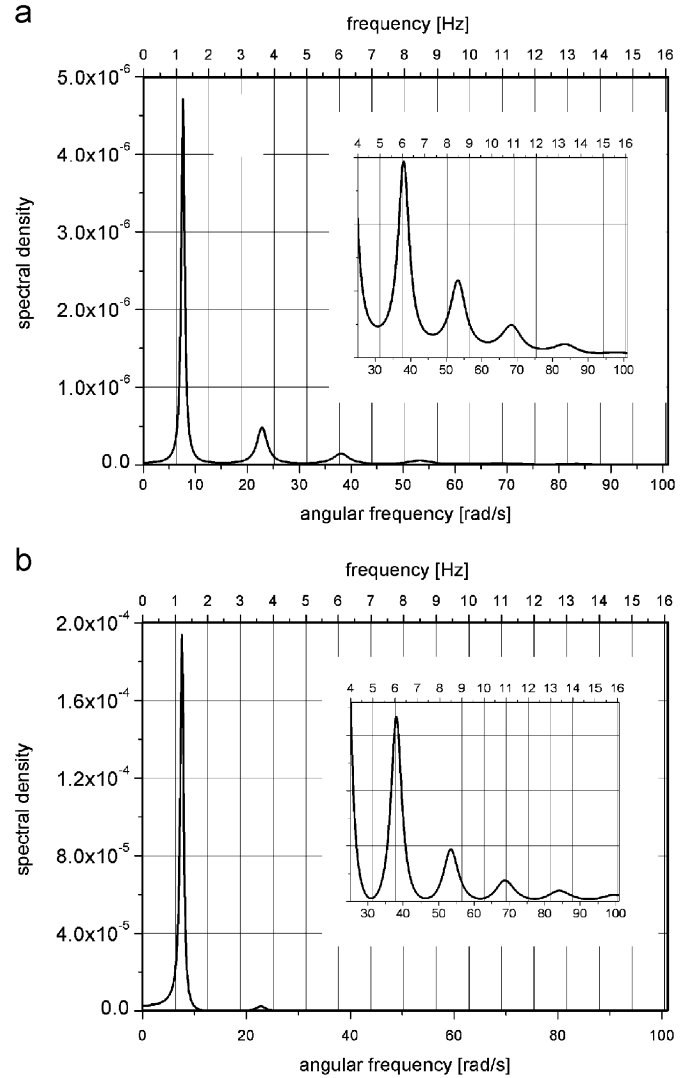 a
frequency [Hz]
0 1 2 3 4 5 6 7 8 9 10 11 12 13 14 15 16
5.0x10⁻⁶
4 5 6 7 8 9 10 11 12 13 14 15 16
4.0x10⁻⁶
3.0x10⁻⁶
spectral density
2.0x10⁻⁶
30 40 50 60 70 80 90 100
1.0x10⁻⁶
0.0
0 10 20 30 40 50 60 70 80 90 100
angular frequency [rad/s]
b
frequency [Hz]
0 1 2 3 4 5 6 7 8 9 10 11 12 13 14 15 16
2.0x10⁻⁴
4 5 6 7 8 9 10 11 12 13 14 15 16
1.6x10⁻⁴
1.2x10⁻⁴
spectral density
8.0x10⁻⁵
30 40 50 60 70 80 90 100
4.0x10⁻⁵
0.0
0 20 40 60 80 100
angular frequency [rad/s]